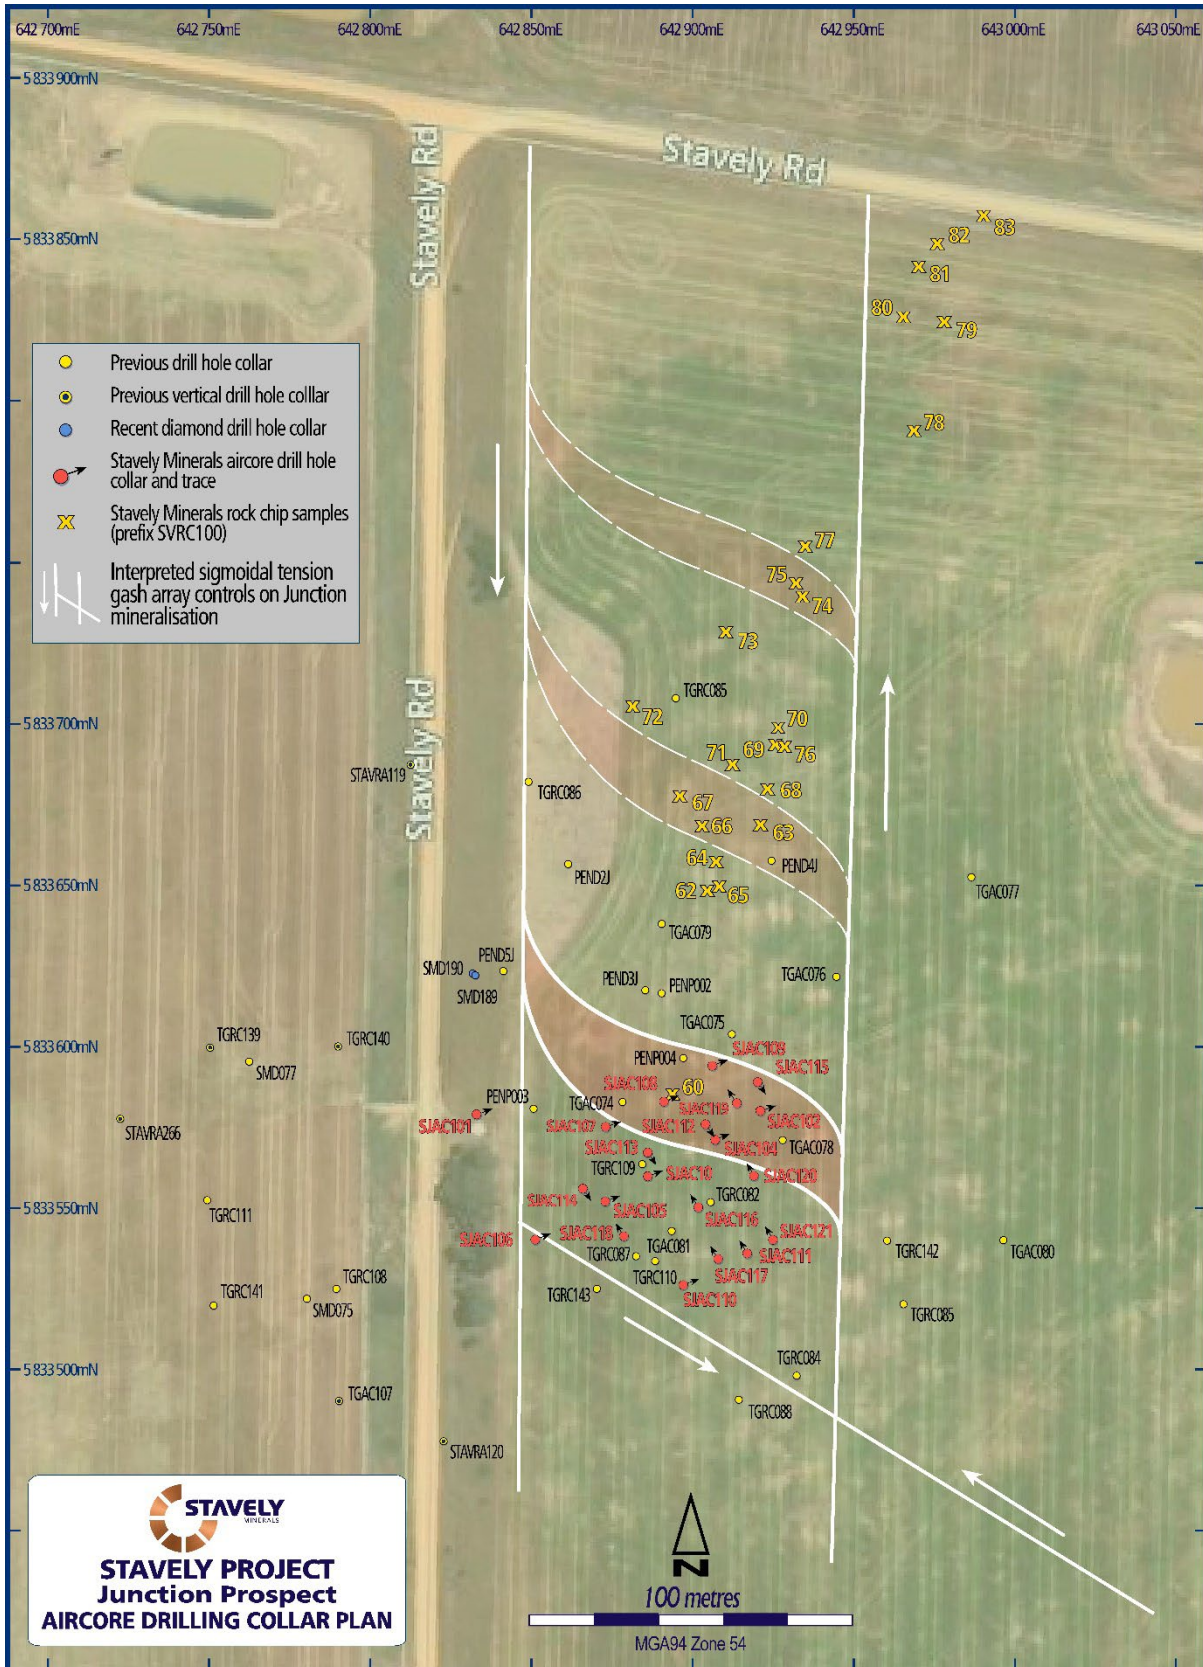 642 700mE
642 750mE
642 800mE
642 850mE
642 900mE
642 950mE
643 000mE
643 050mE
5 833 900mN
Stavely Rd
Stavely Rd
83
82
5 833 850mN
81
80
79
Previous drill hole collar
Previous vertical drill hole colllar
Recent diamond drill hole collar
Stavely Minerals aircore drill hole
collar and trace
Stavely Minerals rock chip samples
(prefix SVRC100)
Interpreted sigmoidal tension
gash array controls on Junction
mineralisation
78
77
75
74
73
TGRC085
72
5 833 700mN
70
69
76
71
Stavely Rd
STAVRA119
TGRC086
68
67
66
63
64
PEND4J
PEND2J
62
65
5 833 650mN
TGAC077
TGAC079
PEND5J
SMD190
SMD189
PEND3J
PENP002
TGAC076
TGAC075
TGRC139
TGRC140
5 833 600mN
SMD077
PENP004
SJAC109
SJAC115
SJAC108
60
PENP003
TGAC074
SJAC119
SJAC102
STAVRA266
SJAC101
SJAC107
SJAC112
SJAC104
TGAC078
SJAC113
TGRC109
SJAC10
SJAC120
TGRC111
SJAC114
SJAC105
TGRC082
SJAC116
5 833 550mN
SJAC106
SJAC118
TGAC081
SJAC121
TGRC142
TGAC080
TGRC087
SJAC111
TGRC110
SJAC117
TGRC108
TGRC143
SJAC110
TGRC141
SMD075
TGRC085
5 833 500mN
TGRC084
TGAC107
TGRC088
STAVRA120
STAVELY
MINERALS
STAVELY PROJECT
Junction Prospect
AIRCORE DRILLING COLLAR PLAN
N
100 metres
MGA94 Zone 54